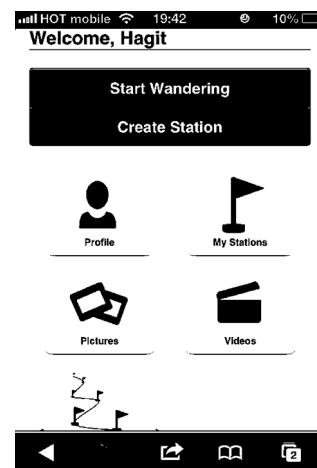 HOT mobile 19:42 10%
Welcome, Hagit
Start Wandering
Create Station
Profile My Stations
Pictures Videos
2